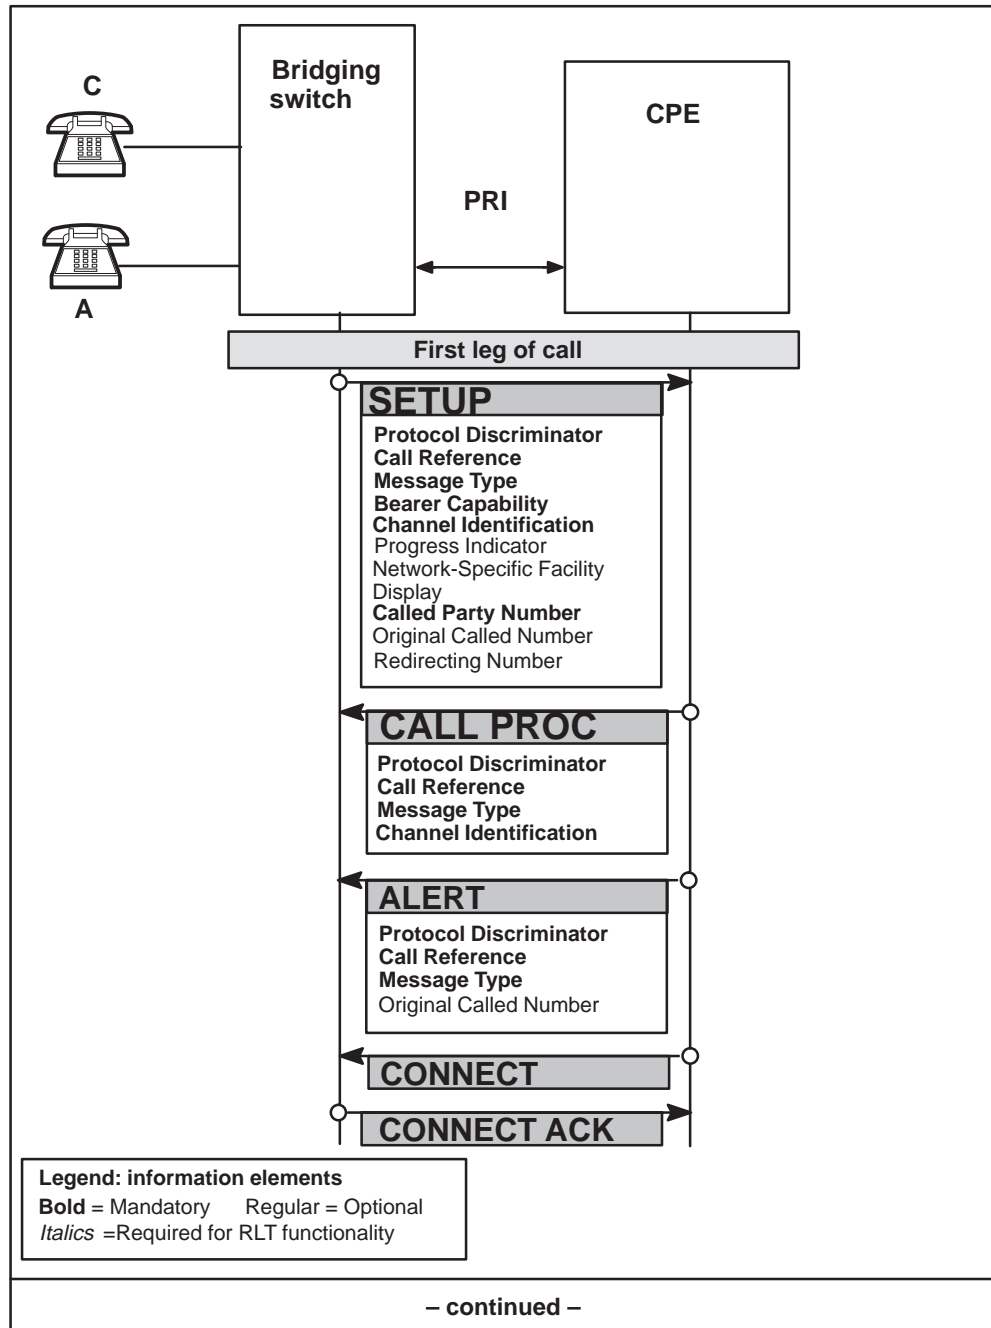 Bridging
switch
C
CPE
PRI
A
First leg of call
SETUP
Protocol Discriminator
Call Reference
Message Type
Bearer Capability
Channel Identification
Progress Indicator
Network-Specific Facility
Display
Called Party Number
Original Called Number
Redirecting Number
CALL PROC
Protocol Discriminator
Call Reference
Message Type
Channel Identification
ALERT
Protocol Discriminator
Call Reference
Message Type
Original Called Number
CONNECT
CONNECT ACK
Legend: information elements
Bold = Mandatory Regular = Optional
Italics =Required for RLT functionality
– continued –